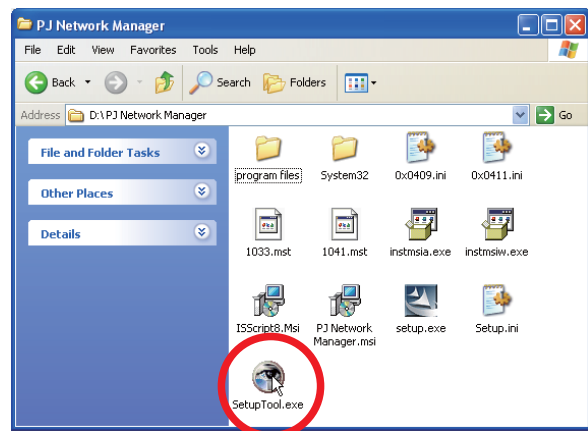 PJ Network Manager
File Edit View Favorites Tools Help
Back Search Folders
Address D:\PJ Network Manager Go
File and Folder Tasks
Other Places
Details
program files System32 0x0409.ini 0x0411.ini
1033.mst 1041.mst instmsia.exe instmsiw.exe
ISScript8.Msi PJ Network Manager.msi setup.exe Setup.ini
SetupTool.exe